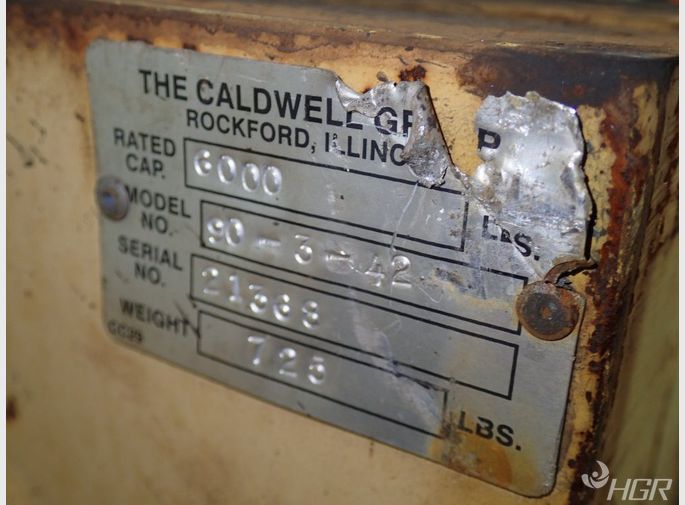 THE CALDWELL GR P
ROCKFORD, ILLINO
RATED CAP. 6000 LBS.
MODEL NO. 90-3-42
SERIAL NO. 21368
WEIGHT 725 LBS.
CC39
HGR